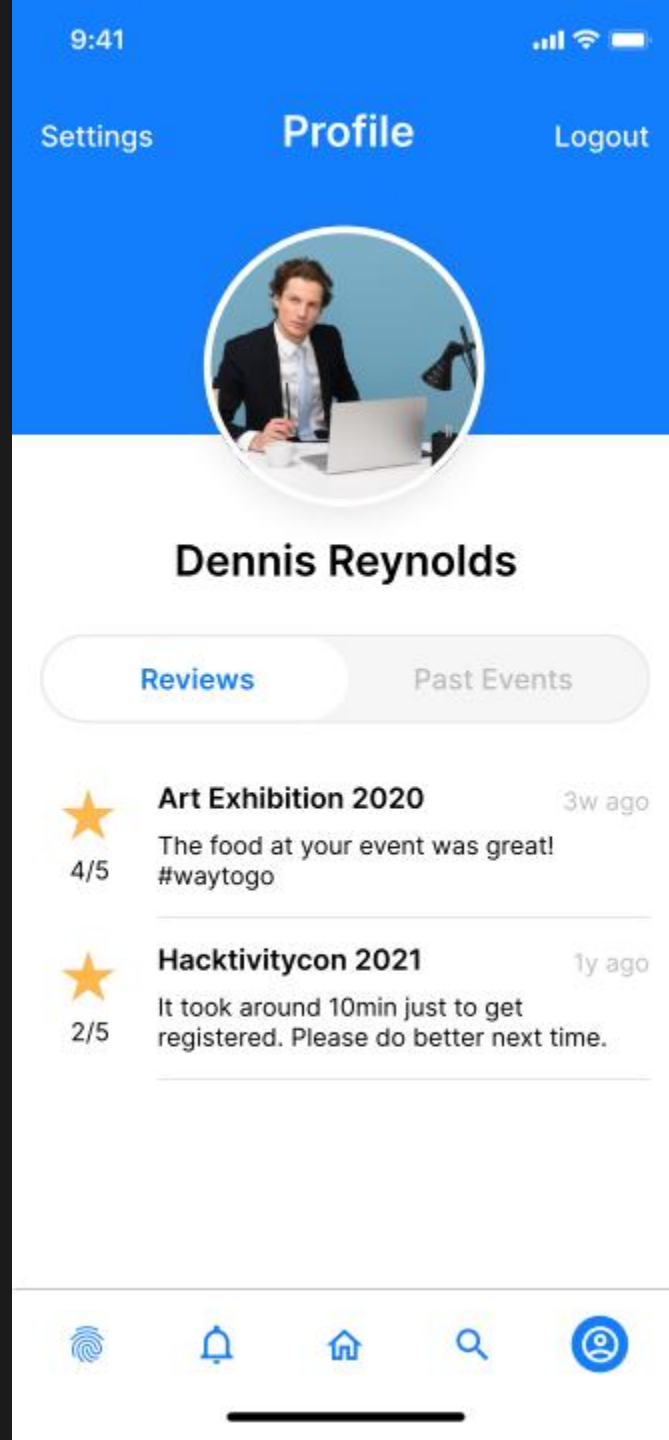 9:41
Settings
Profile
Logout
Dennis Reynolds
Reviews
Past Events
Art Exhibition 2020
3w ago
4/5
The food at your event was great!
#waytogo
Hacktivitycon 2021
1y ago
2/5
It took around 10min just to get
registered. Please do better next time.